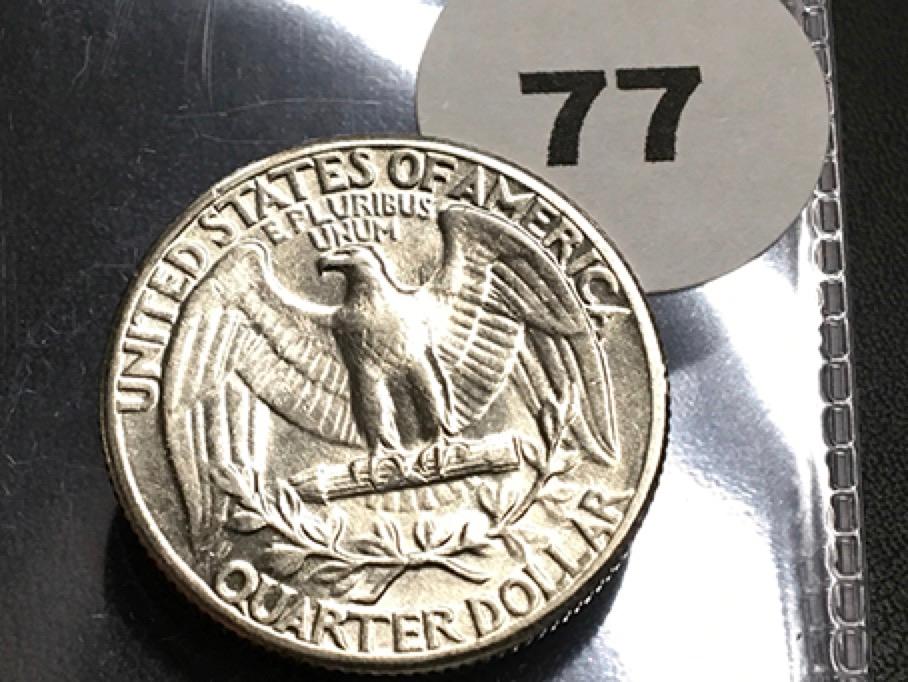 77
UNITED STATES OF AMERICA
E PLURIBUS
UNUM
QUARTER DOLLAR